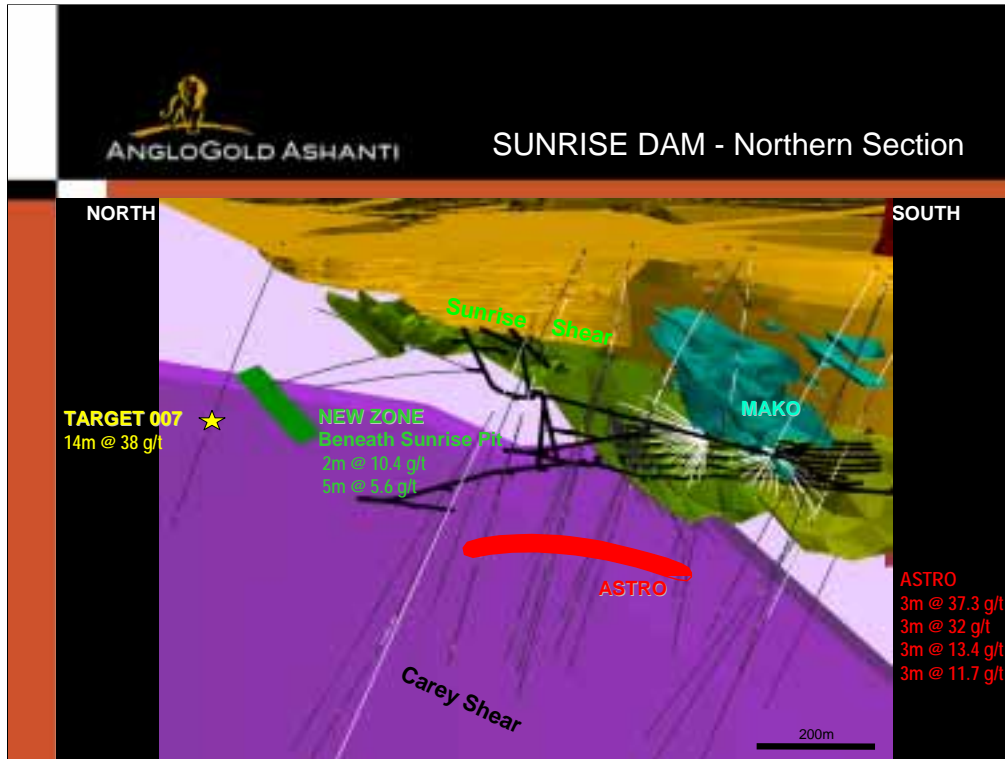 ANGLOGOLD ASHANTI
SUNRISE DAM - Northern Section
NORTH
SOUTH
Sunrise Shear
MAKO
TARGET 007
14m @ 38 g/t
NEW ZONE
Beneath Sunrise Pit
2m @ 10.4 g/t
5m @ 5.6 g/t
ASTRO
ASTRO
3m @ 37.3 g/t
3m @ 32 g/t
3m @ 13.4 g/t
3m @ 11.7 g/t
Carey Shear
200m